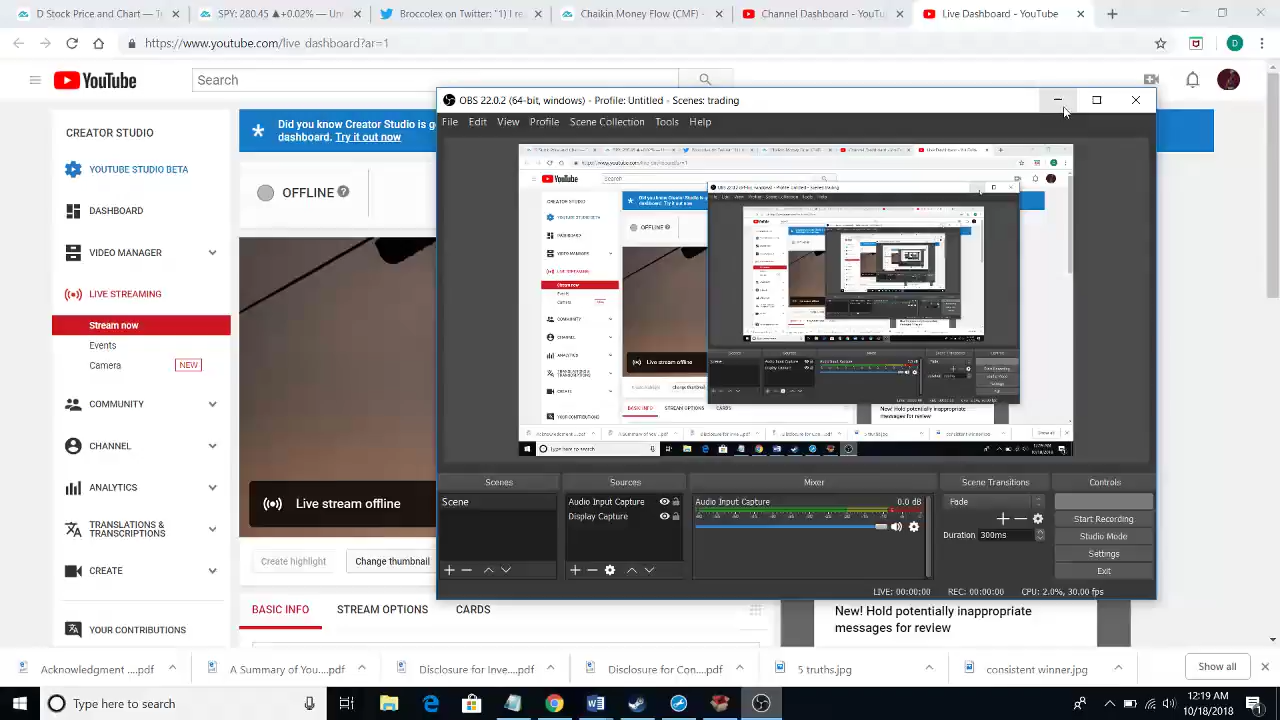 D Stock Price and Chart - T
SPY: 280.45 ▲+0.03% — Un
Broccolex on Twitter: "1) I re
Chaikin Money Flow (CMF) -
Channel Dashboard - YouTu
Live Dashboard - YouTube
https://www.youtube.com/live_dashboard?ar=1
D
YouTube
Search
CREATOR STUDIO
YOUTUBE STUDIO BETA
DASHBOARD
VIDEO MANAGER
LIVE STREAMING
Stream now
Events
Camera
NEW
COMMUNITY
CHANNEL
ANALYTICS
TRANSLATIONS &
TRANSCRIPTIONS
CREATE
YOUR CONTRIBUTIONS
Did you know Creator Studio is g
dashboard. Try it out now
OFFLINE ?
Live stream offline
Create highlight
Change thumbnail
BASIC INFO
STREAM OPTIONS
CARDS
OBS 22.0.2 (64-bit, windows) - Profile: Untitled - Scenes: trading
File Edit View Profile Scene Collection Tools Help
Scenes
Scene
Sources
Audio Input Capture
Display Capture
Mixer
Audio Input Capture 0.0 dB
Scene Transitions
Fade
Duration 300ms
Controls
Start Recording
Studio Mode
Settings
Exit
LIVE: 00:00:00 REC: 00:00:00 CPU: 2.0%, 30.00 fps
New! Hold potentially inappropriate
messages for review
Acknowledgment ....pdf
A Summary of You....pdf
Disclosure for Inve....pdf
Disclosure for Con....pdf
5 truths.jpg
consistent winner.jpg
Show all
Type here to search
12:19 AM
10/18/2018